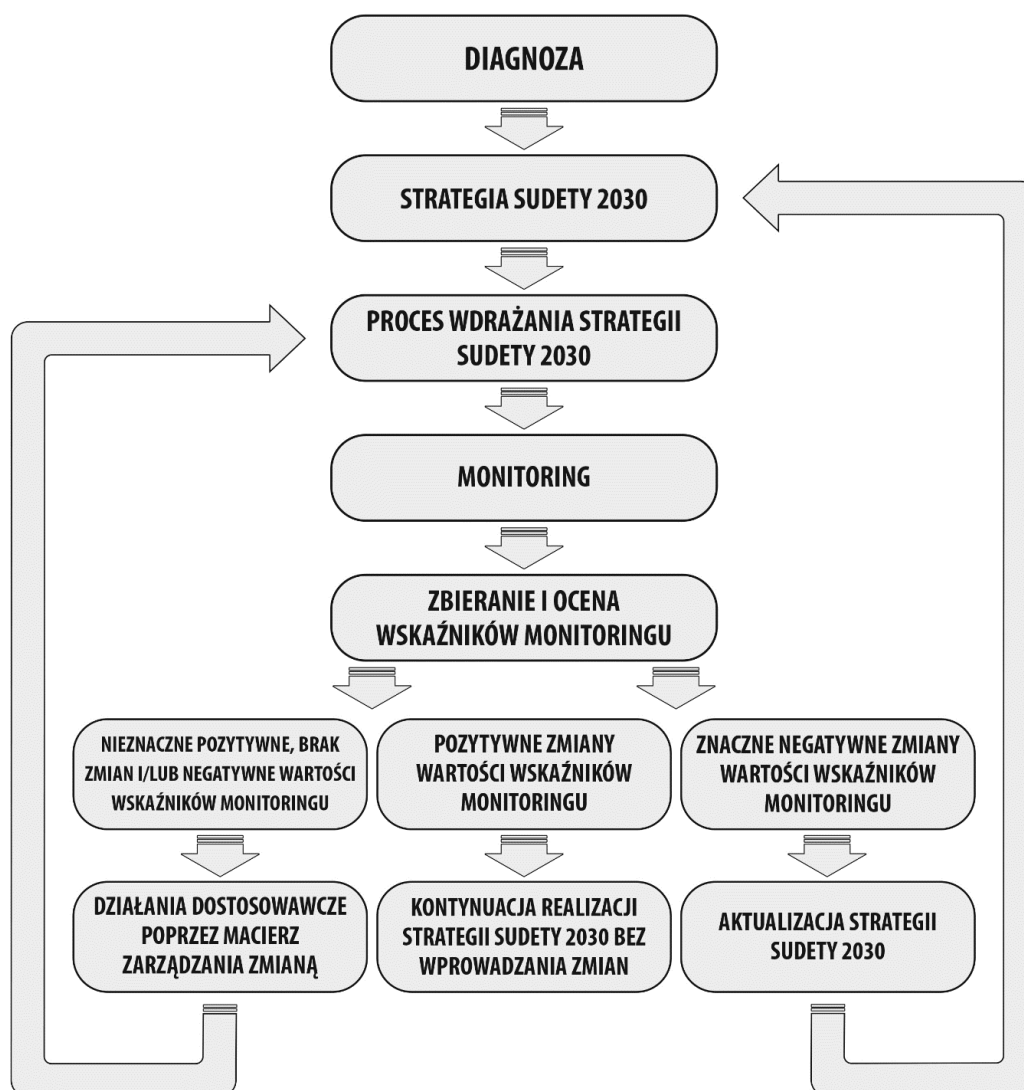 DIAGNOZA
STRATEGIA SUDETY 2030
PROCES WDRAŻANIA STRATEGII
SUDETY 2030
MONITORING
ZBIERANIE I OCENA
WSKAŹNIKÓW MONITORINGU
NIEZNACZNE POZYTYWNE, BRAK
ZMIAN I/LUB NEGATYWNE WARTOŚCI
WSKAŹNIKÓW MONITORINGU
POZYTYWNE ZMIANY
WARTOŚCI WSKAŹNIKÓW
MONITORINGU
ZNACZNE NEGATYWNE ZMIANY
WARTOŚCI WSKAŹNIKÓW
MONITORINGU
DZIAŁANIA DOSTOSOWAWCZE
POPRZEZ MACIERZ
ZARZĄDZANIA ZMIANĄ
KONTYNUACJA REALIZACJI
STRATEGII SUDETY 2030 BEZ
WPROWADZANIA ZMIAN
AKTUALIZACJA STRATEGII
SUDETY 2030